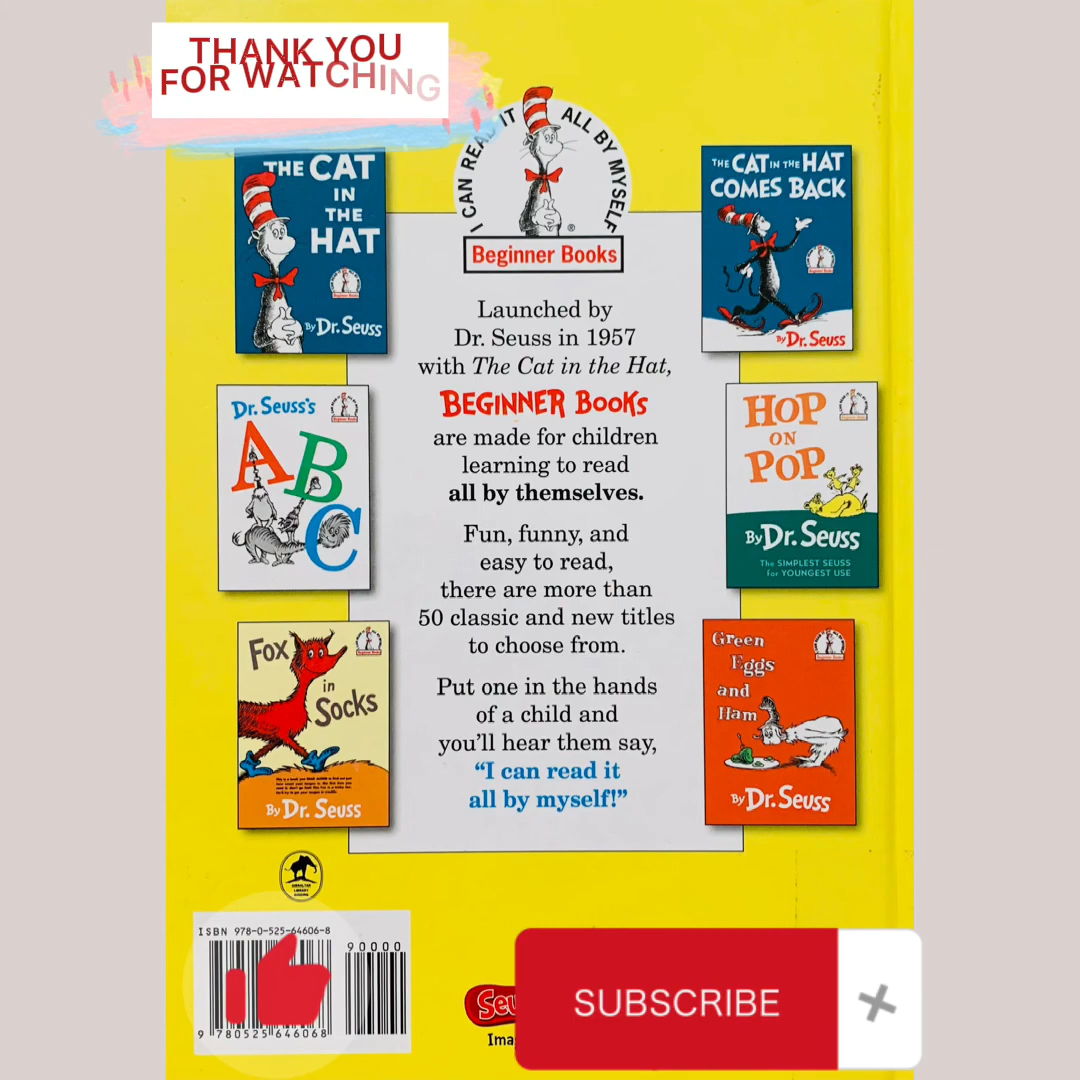 THANK YOU
FOR WATCHING
I CAN READ IT ALL BY MYSELF
®
Beginner Books
THE CAT
IN
THE
HAT
By Dr. Seuss
THE CAT IN THE HAT
COMES BACK
By Dr. Seuss
Launched by
Dr. Seuss in 1957
with The Cat in the Hat,
BEGINNER BOOKS
are made for children
learning to read
all by themselves.
Fun, funny, and
easy to read,
there are more than
50 classic and new titles
to choose from.
Put one in the hands
of a child and
you'll hear them say,
“I can read it
all by myself!”
Dr. Seuss's
A
B
C
HOP
ON
POP
By Dr. Seuss
The SIMPLEST SEUSS
for YOUNGEST USE
Fox
in
Socks
By Dr. Seuss
Green
Eggs
and
Ham
By Dr. Seuss
GIBRALTAR
LIBRARY
BINDING
ISBN 978-0-525-64606-8
90000
9 780525 646068
SUBSCRIBE